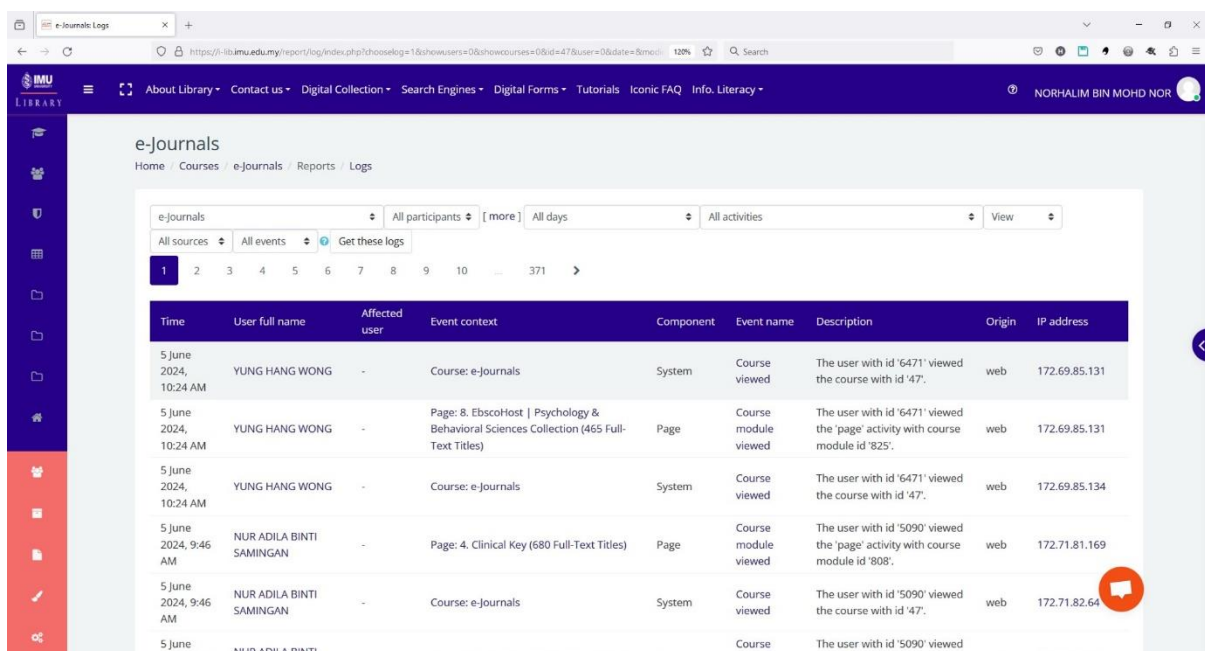 e-Journals: Logs
https://i-lib.imu.edu.my/report/log/index.php?chooselog=1&showusers=0&showcourses=0&id=47&user=0&date=&modi 120% Search
IMU
LIBRARY
About Library Contact us Digital Collection Search Engines Digital Forms Tutorials Iconic FAQ Info. Literacy NORHALIM BIN MOHD NOR
e-Journals
Home / Courses / e-Journals / Reports / Logs
e-Journals All participants [ more ] All days All activities View
All sources All events Get these logs
1 2 3 4 5 6 7 8 9 10 ... 371
Time User full name Affected user Event context Component Event name Description Origin IP address
5 June 2024, 10:24 AM YUNG HANG WONG - Course: e-Journals System Course viewed The user with id '6471' viewed the course with id '47'. web 172.69.85.131
5 June 2024, 10:24 AM YUNG HANG WONG - Page: 8. EbscoHost | Psychology & Behavioral Sciences Collection (465 Full-Text Titles) Page Course module viewed The user with id '6471' viewed the 'page' activity with course module id '825'. web 172.69.85.131
5 June 2024, 10:24 AM YUNG HANG WONG - Course: e-Journals System Course viewed The user with id '6471' viewed the course with id '47'. web 172.69.85.134
5 June 2024, 9:46 AM NUR ADILA BINTI SAMINGAN - Page: 4. Clinical Key (680 Full-Text Titles) Page Course module viewed The user with id '5090' viewed the 'page' activity with course module id '808'. web 172.71.81.169
5 June 2024, 9:46 AM NUR ADILA BINTI SAMINGAN - Course: e-Journals System Course viewed The user with id '5090' viewed the course with id '47'. web 172.71.82.64
5 June NUR ADILA BINTI Course The user with id '5090' viewed